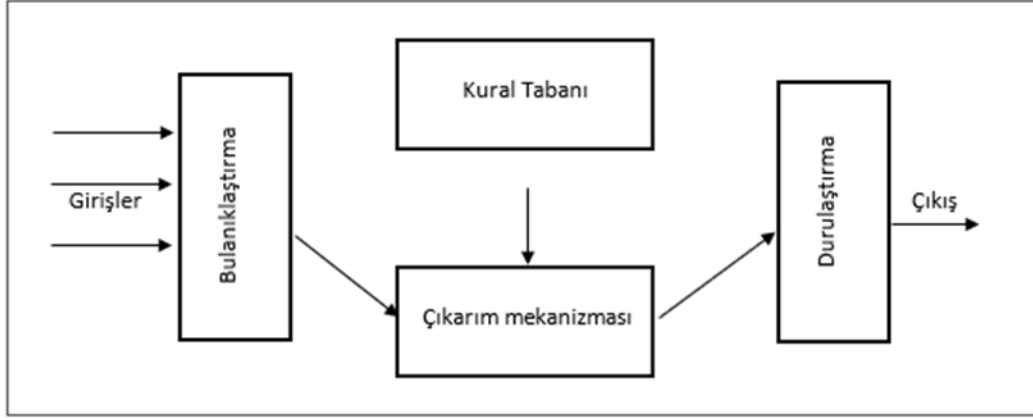 Girişler
Bulanıklaştırma
Kural Tabanı
Çıkarım mekanizması
Durulaştırma
Çıkış